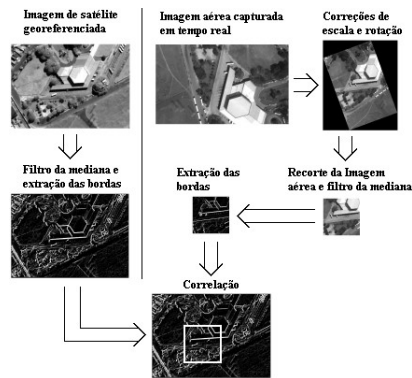 Imagem de satélite
georeferenciada
Imagem aérea capturada
em tempo real
Correções de
escala e rotação
Filtro da mediana e
extração das bordas
Extração das
bordas
Recorte da Imagem
aérea e filtro da mediana
Correlação